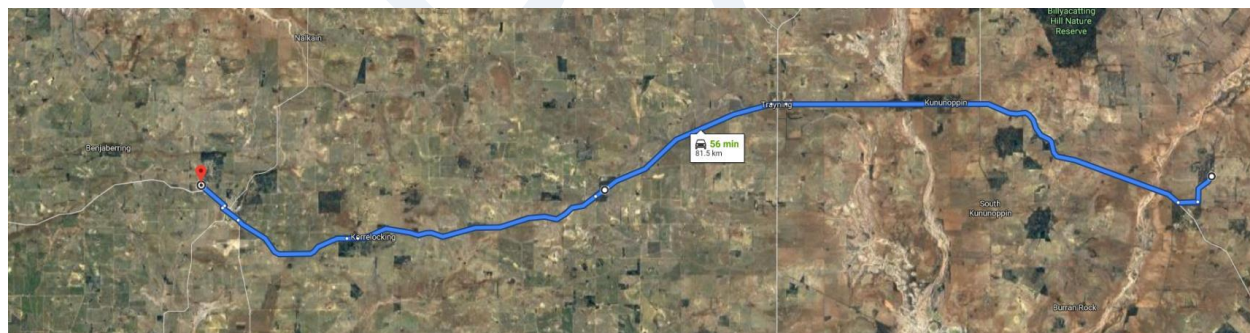 Billyacatting
Hill Nature
Reserve
Nalkain
Trayning
Kununoppin
56 min
81.5 km
Benjaberring
South
Kununoppin
Korrelocking
Burran Rock